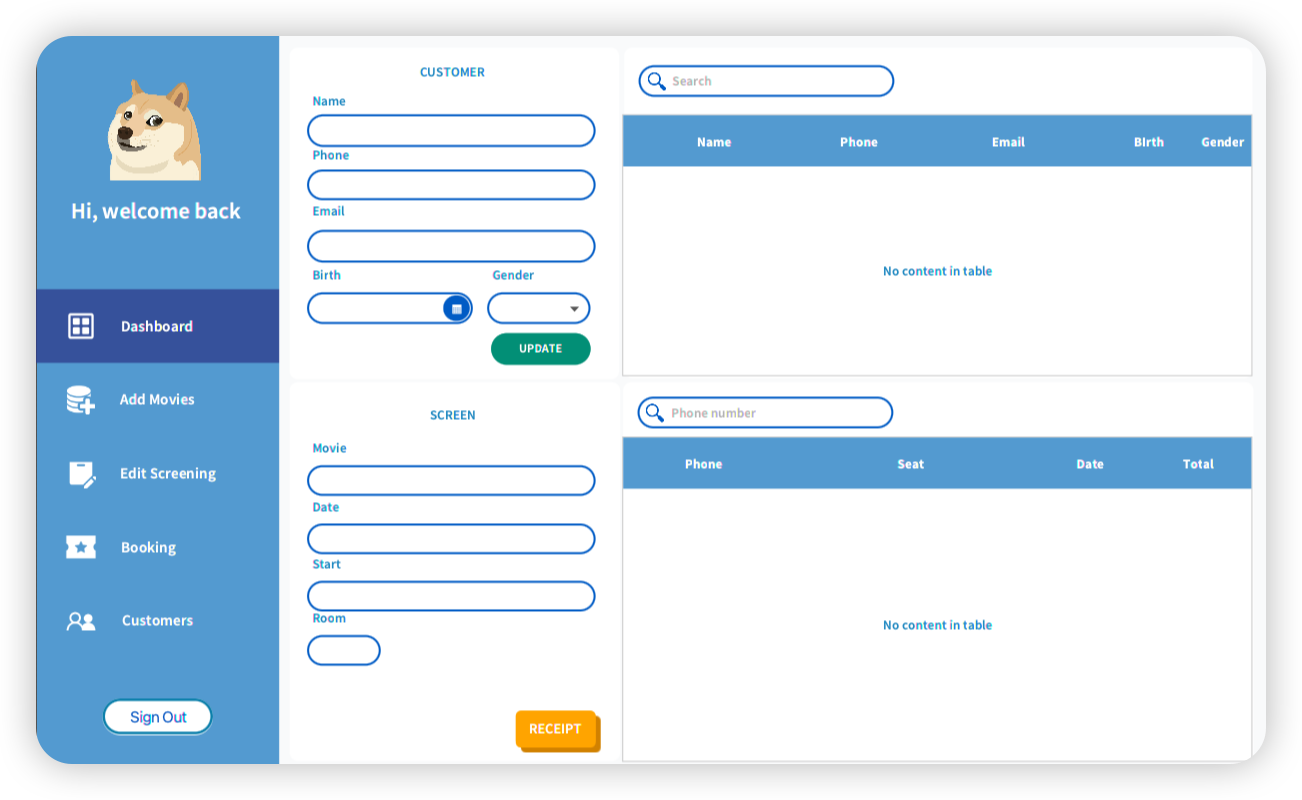 Hi, welcome back
Dashboard
Add Movies
Edit Screening
Booking
Customers
Sign Out
CUSTOMER
Name
Phone
Email
Birth Gender
UPDATE
SCREEN
Movie
Date
Start
Room
RECEIPT
Search
Name Phone Email BIrth Gender
No content in table
Phone number
Phone Seat Date Total
No content in table